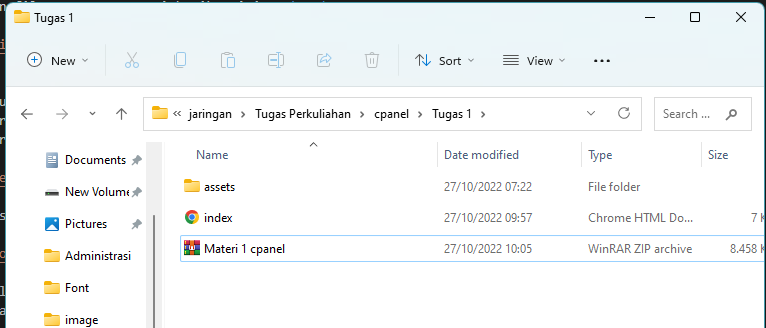 Tugas 1
New
Sort
View
jaringan
Tugas Perkuliahan
cpanel
Tugas 1
Search ...
Name
Date modified
Type
Size
Documents
New Volume
Pictures
Administrasi
Font
image
assets
27/10/2022 07:22
File folder
index
27/10/2022 09:57
Chrome HTML Do...
7 K
Materi 1 cpanel
27/10/2022 10:05
WinRAR ZIP archive
8.458 K